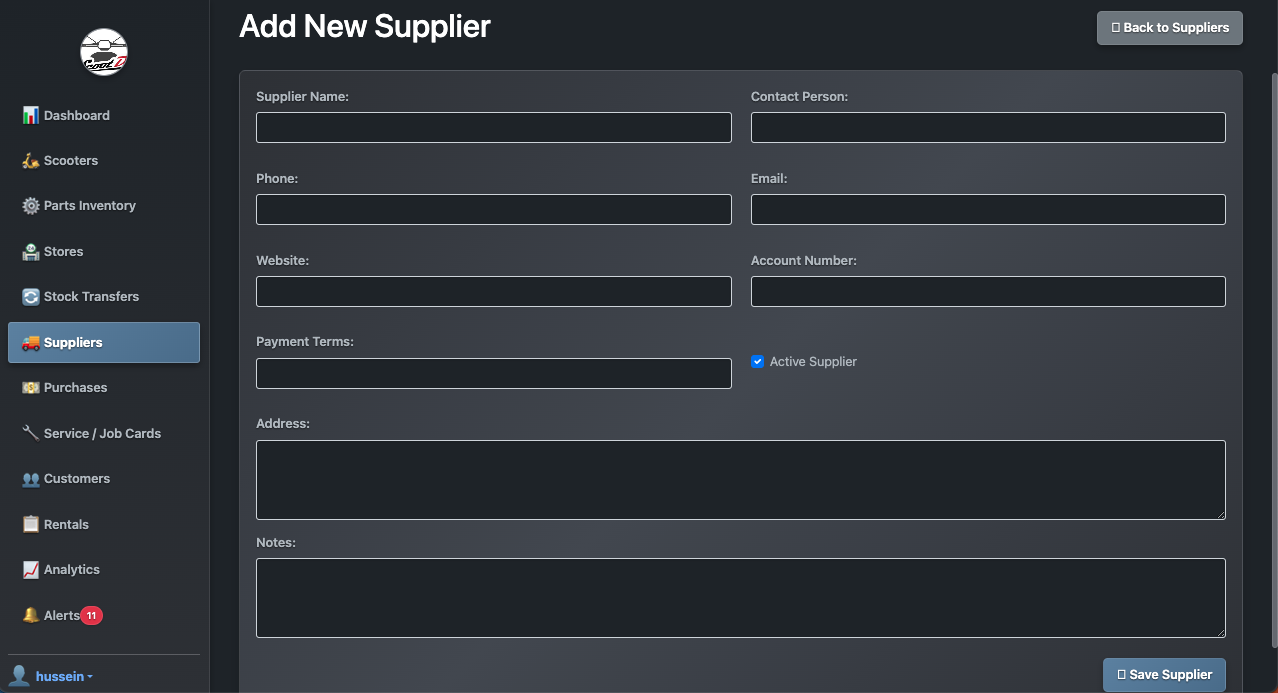 Add New Supplier
Back to Suppliers
Dashboard
Scooters
Parts Inventory
Stores
Stock Transfers
Suppliers
Purchases
Service / Job Cards
Customers
Rentals
Analytics
Alerts 11
hussein
Supplier Name:
Contact Person:
Phone:
Email:
Website:
Account Number:
Payment Terms:
Active Supplier
Address:
Notes:
Save Supplier